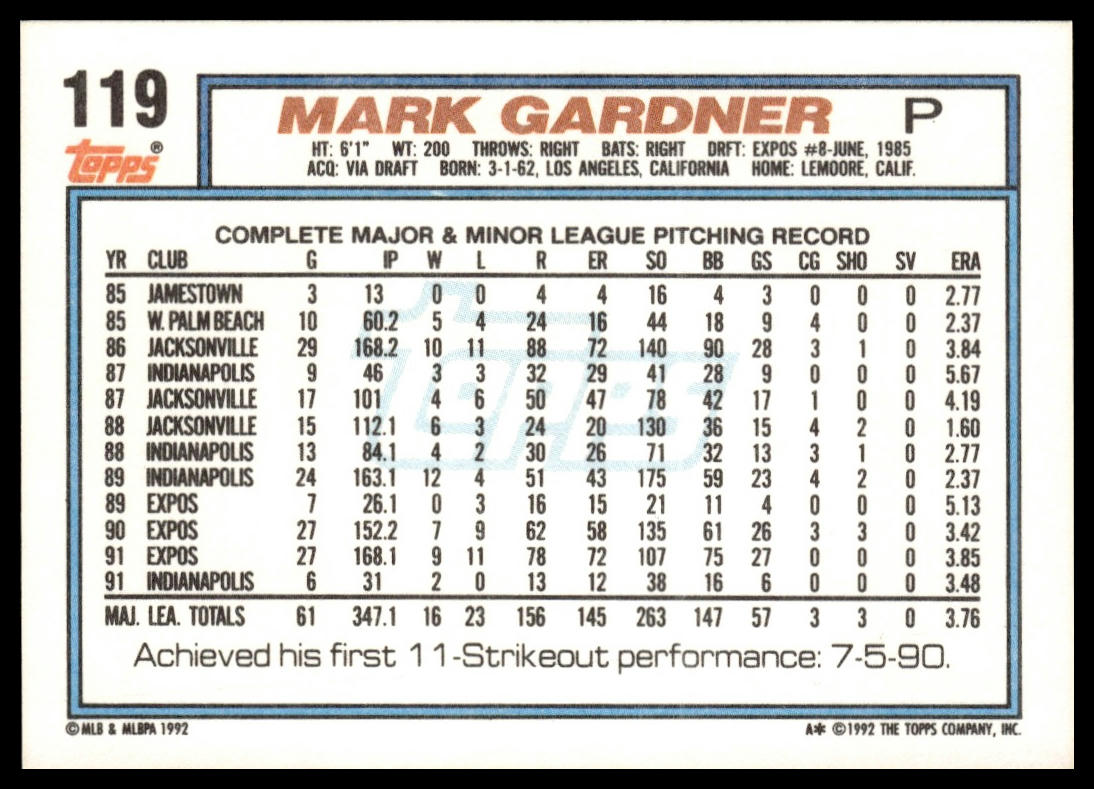 119
Topps®
MARK GARDNER P
HT: 6'1" WT: 200 THROWS: RIGHT BATS: RIGHT DRFT: EXPOS #8-JUNE, 1985
ACQ: VIA DRAFT BORN: 3-1-62, LOS ANGELES, CALIFORNIA HOME: LEMOORE, CALIF.
COMPLETE MAJOR & MINOR LEAGUE PITCHING RECORD
YR CLUB G IP W L R ER SO BB GS CG SHO SV ERA
85 JAMESTOWN 3 13 0 0 4 4 16 4 3 0 0 0 2.77
85 W. PALM BEACH 10 60.2 5 4 24 16 44 18 9 4 0 0 2.37
86 JACKSONVILLE 29 168.2 10 11 88 72 140 90 28 3 1 0 3.84
87 INDIANAPOLIS 9 46 3 3 32 29 41 28 9 0 0 0 5.67
87 JACKSONVILLE 17 101 4 6 50 47 78 42 17 1 0 0 4.19
88 JACKSONVILLE 15 112.1 6 3 24 20 130 36 15 4 2 0 1.60
88 INDIANAPOLIS 13 84.1 4 2 30 26 71 32 13 3 1 0 2.77
89 INDIANAPOLIS 24 163.1 12 4 51 43 175 59 23 4 2 0 2.37
89 EXPOS 7 26.1 0 3 16 15 21 11 4 0 0 0 5.13
90 EXPOS 27 152.2 7 9 62 58 135 61 26 3 3 0 3.42
91 EXPOS 27 168.1 9 11 78 72 107 75 27 0 0 0 3.85
91 INDIANAPOLIS 6 31 2 0 13 12 38 16 6 0 0 0 3.48
MAJ. LEA. TOTALS 61 347.1 16 23 156 145 263 147 57 3 3 0 3.76
Topps
Achieved his first 11-Strikeout performance: 7-5-90.
© MLB & MLBPA 1992
A* ©1992 THE TOPPS COMPANY, INC.